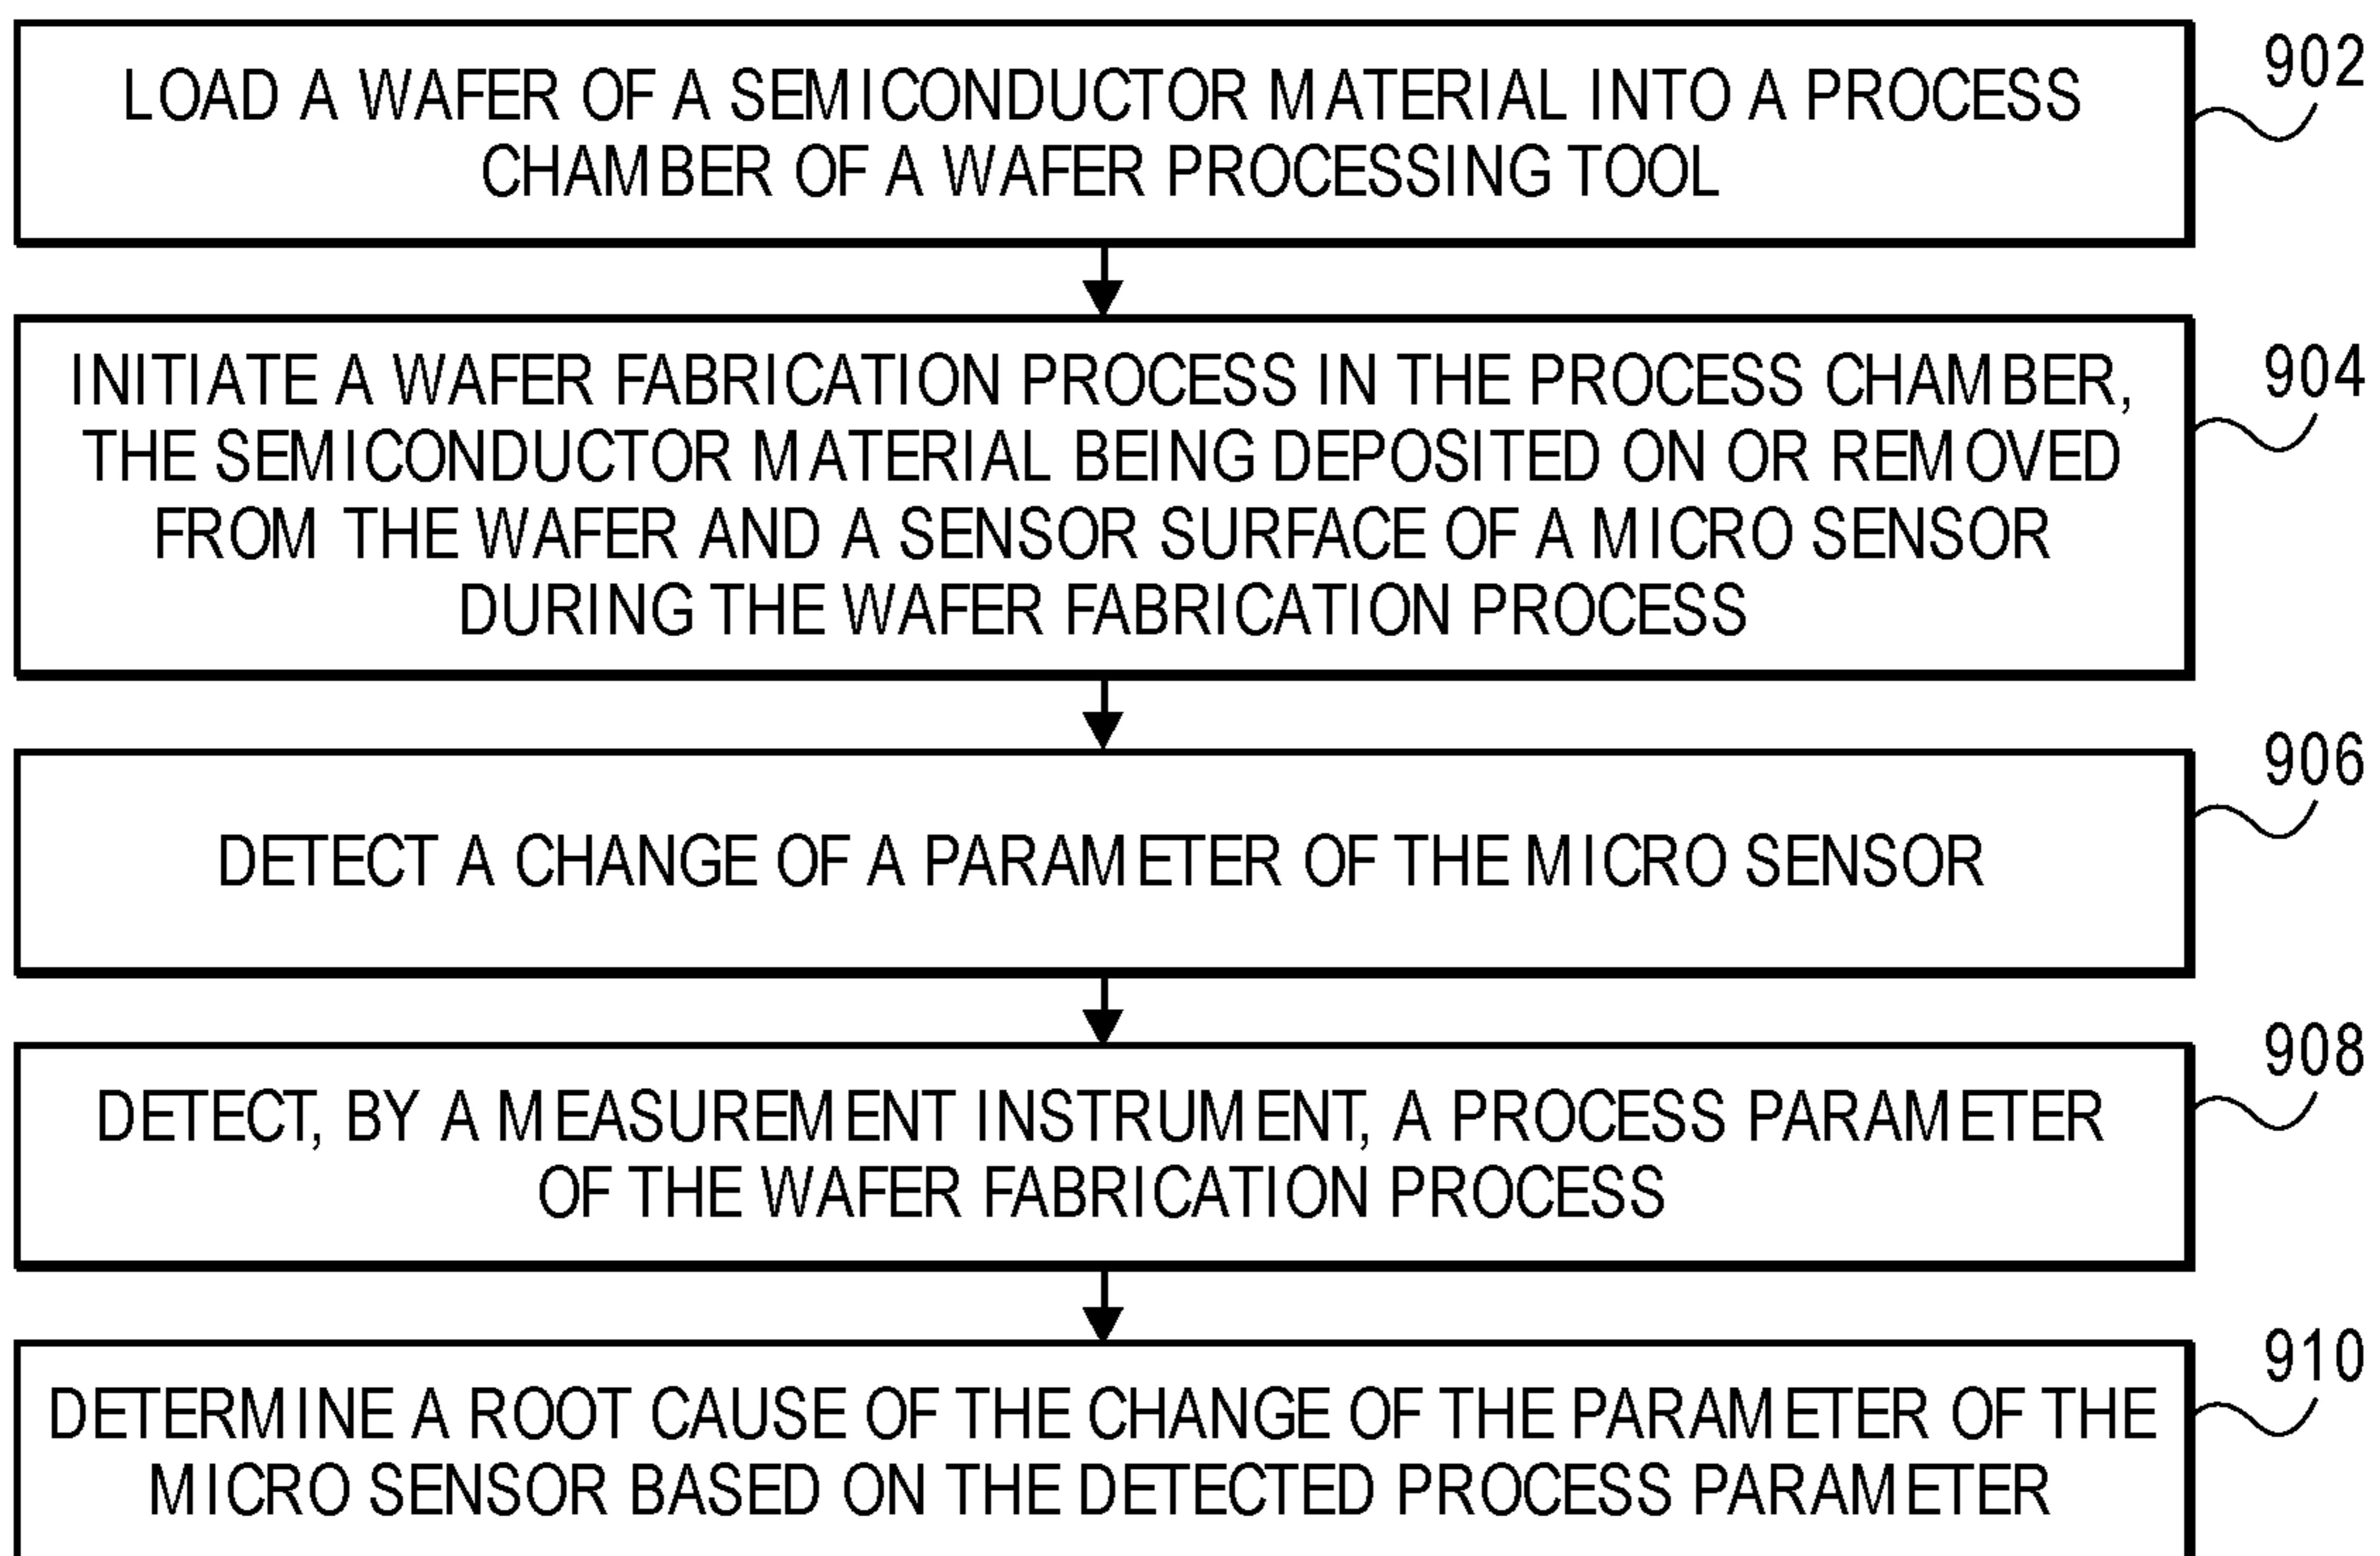 LOAD A WAFER OF A SEMICONDUCTOR MATERIAL INTO A PROCESS
CHAMBER OF A WAFER PROCESSING TOOL
902
INITIATE A WAFER FABRICATION PROCESS IN THE PROCESS CHAMBER,
THE SEMICONDUCTOR MATERIAL BEING DEPOSITED ON OR REMOVED
FROM THE WAFER AND A SENSOR SURFACE OF A MICRO SENSOR
DURING THE WAFER FABRICATION PROCESS
904
DETECT A CHANGE OF A PARAMETER OF THE MICRO SENSOR
906
DETECT, BY A MEASUREMENT INSTRUMENT, A PROCESS PARAMETER
OF THE WAFER FABRICATION PROCESS
908
DETERMINE A ROOT CAUSE OF THE CHANGE OF THE PARAMETER OF THE
MICRO SENSOR BASED ON THE DETECTED PROCESS PARAMETER
910